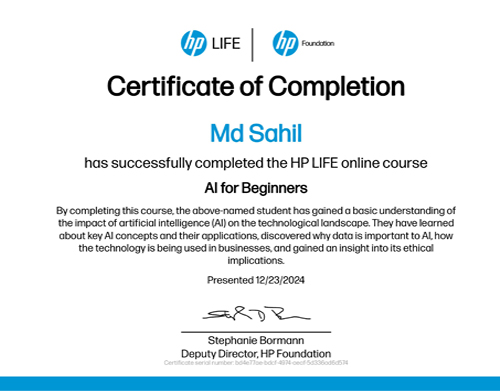 hp LIFE | hp Foundation
Certificate of Completion
Md Sahil
has successfully completed the HP LIFE online course
AI for Beginners
By completing this course, the above-named student has gained a basic understanding of
the impact of artificial intelligence (AI) on the technological landscape. They have learned
about key AI concepts and their applications, discovered why data is important to AI, how
the technology is being used in businesses, and gained an insight into its ethical
implications.
Presented 12/23/2024
Stephanie Bormann
Deputy Director, HP Foundation
Certificate serial number: